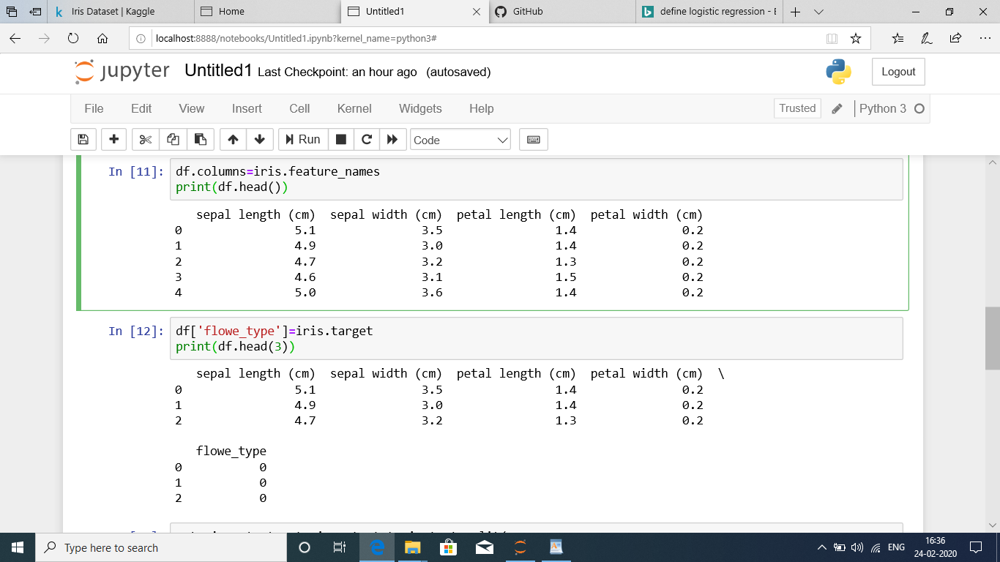 Iris Dataset | Kaggle
Home
Untitled1
GitHub
define logistic regression - E
localhost:8888/notebooks/Untitled1.ipynb?kernel_name=python3#
jupyter Untitled1 Last Checkpoint: an hour ago (autosaved)
Logout
File Edit View Insert Cell Kernel Widgets Help
Trusted
Python 3
Run
Code
In [11]: df.columns=iris.feature_names
print(df.head())
sepal length (cm) sepal width (cm) petal length (cm) petal width (cm)
0 5.1 3.5 1.4 0.2
1 4.9 3.0 1.4 0.2
2 4.7 3.2 1.3 0.2
3 4.6 3.1 1.5 0.2
4 5.0 3.6 1.4 0.2
In [12]: df['flowe_type']=iris.target
print(df.head(3))
sepal length (cm) sepal width (cm) petal length (cm) petal width (cm) \
0 5.1 3.5 1.4 0.2
1 4.9 3.0 1.4 0.2
2 4.7 3.2 1.3 0.2
flowe_type
0 0
1 0
2 0
Type here to search
ENG
16:36
24-02-2020